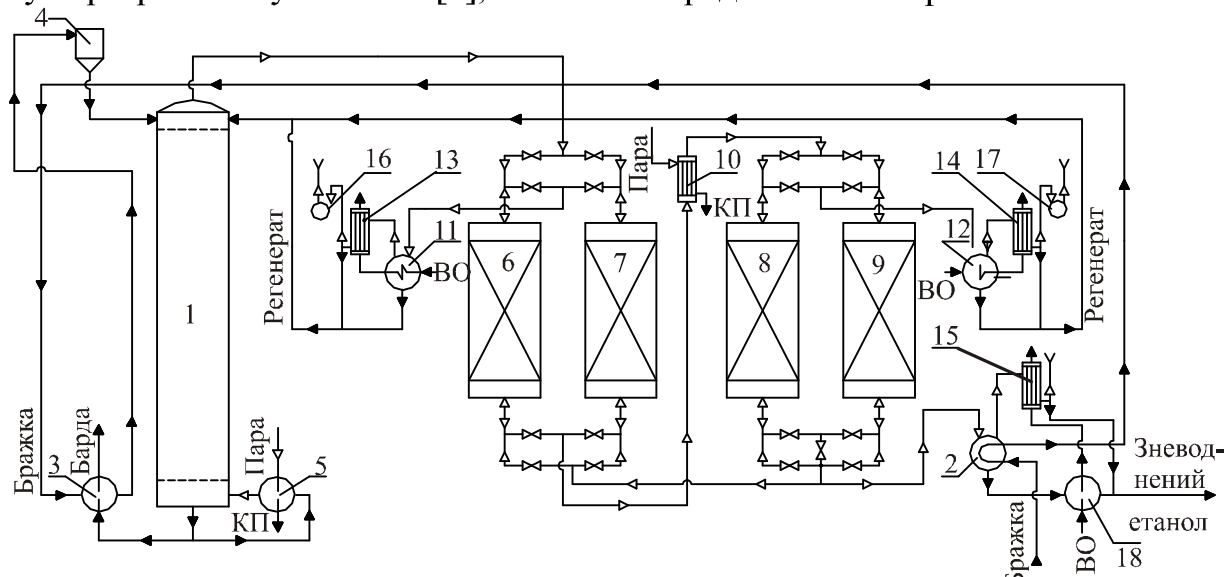 4
16
13
Пара
10
14
17
КП
11
12
6
7
8
9
ВО
ВО
Регенерат
Регенерат
1
15
Бражка
Барда
Пара
3
5
КП
2
Зневод-
нений
етанол
ВО
18